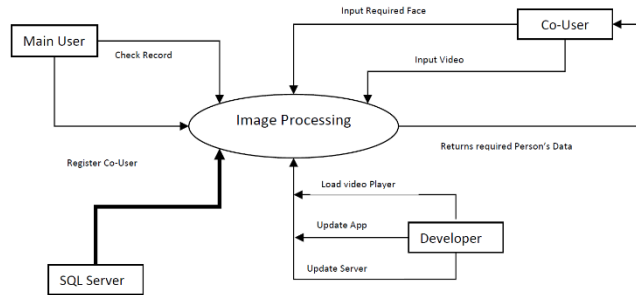 Input Required Face
Co-User
Main User
Check Record
Input Video
Image Processing
Register Co-User
Returns required Person's Data
Load video Player
Update App
Developer
Update Server
SQL Server